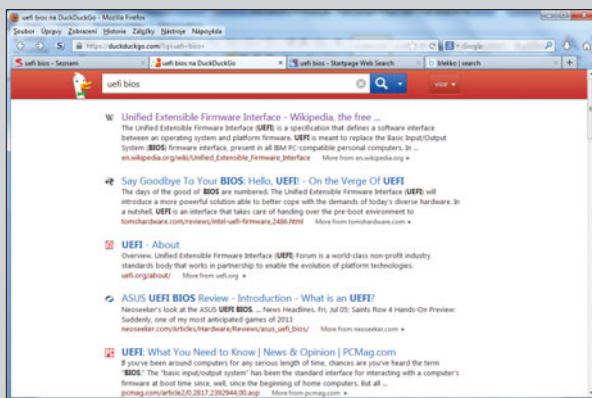 uefi bios na DuckDuckGo - Mozilla Firefox
Soubor Úpravy Zobrazení Historie Záložky Nástroje Nápověda
https://duckduckgo.com/?q=uefi+bios+
Google
uefi bios - Seznam
uefi bios na DuckDuckGo
uefi bios - Startpage Web Search
blekko | search
uefi bios
více
Unified Extensible Firmware Interface - Wikipedia, the free ...
The Unified Extensible Firmware Interface (UEFI) is a specification that defines a software interface
between an operating system and platform firmware. UEFI is meant to replace the Basic Input/Output
System (BIOS) firmware interface, present in all IBM PC-compatible personal computers. In ...
en.wikipedia.org/wiki/Unified_Extensible_Firmware_Interface More from en.wikipedia.org
Say Goodbye To Your BIOS: Hello, UEFI! - On the Verge Of UEFI
The days of the good ol' BIOS are numbered. The Unified Extensible Firmware Interface (UEFI) will
introduce a more powerful solution able to better cope with the demands of today's diverse hardware. In
a nutshell, UEFI is an interface that takes care of handing over the pre-boot environment to
tomshardware.com/reviews/intel-uefi-firmware,2486.html More from tomshardware.com
UEFI - About
Overview. Unified Extensible Firmware Interface (UEFI) Forum is a world-class non-profit industry
standards body that works in partnership to enable the evolution of platform technologies.
uefi.org/about/ More from uefi.org
ASUS UEFI BIOS Review - Introduction - What is an UEFI?
Neoseeker's look at the ASUS UEFI BIOS. ... News Headlines. Fri, Jul 05; Saints Row 4 Hands-On Preview:
Suddenly, one of my most anticipated games of 2013
neoseeker.com/Articles/Hardware/Reviews/asus_uefi_bios/ More from neoseeker.com
UEFI: What You Need to Know | News & Opinion | PCMag.com
If you've been around computers for any serious length of time, chances are you've heard the term
"BIOS." The "basic input/output system" has been the standard interface for interacting with a computer's
firmware at boot time since, well, since the beginning of home computers. But all ...
pcmag.com/article2/0,2817,2392944,00.asp More from pcmag.com